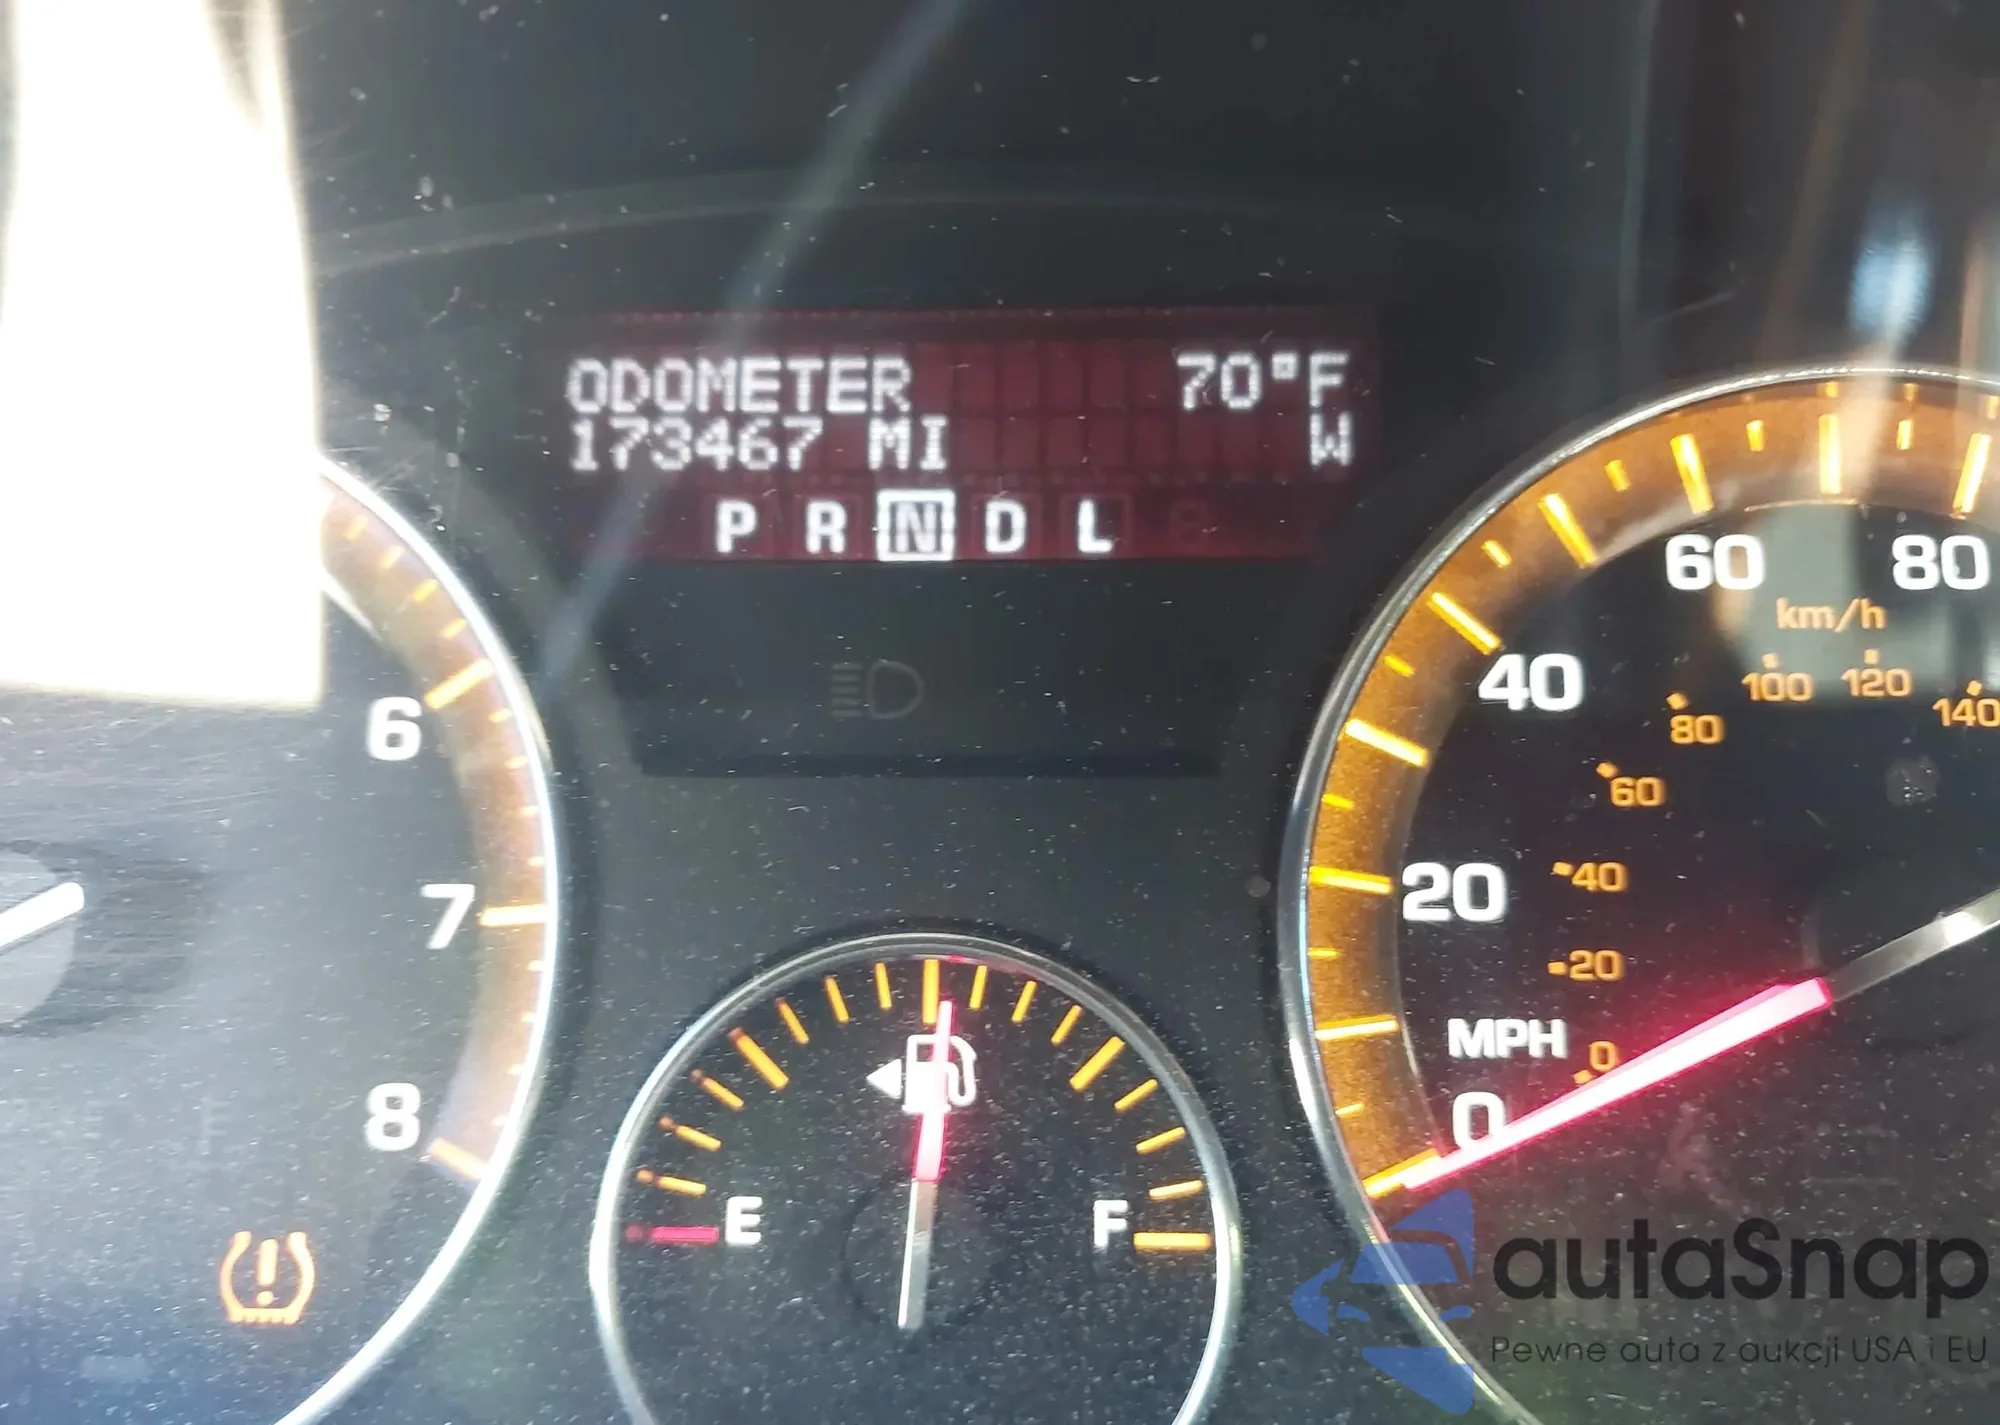 ODOMETER 70°F
173467 MI W
P R N D L
6
7
8
E F
60 80
km/h
40
100 120
80 140
60
20
40
20
MPH
0
0
autaSnap
Pewne auta z aukcji USA i EU